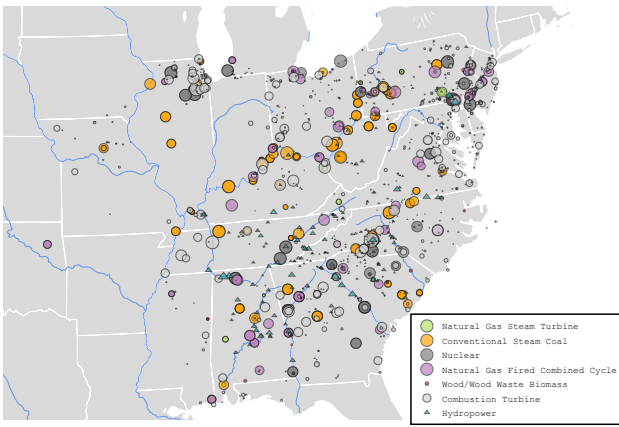 Natural Gas Steam Turbine
Conventional Steam Coal
Nuclear
Natural Gas Fired Combined Cycle
Wood/Wood Waste Biomass
Combustion Turbine
Hydropower